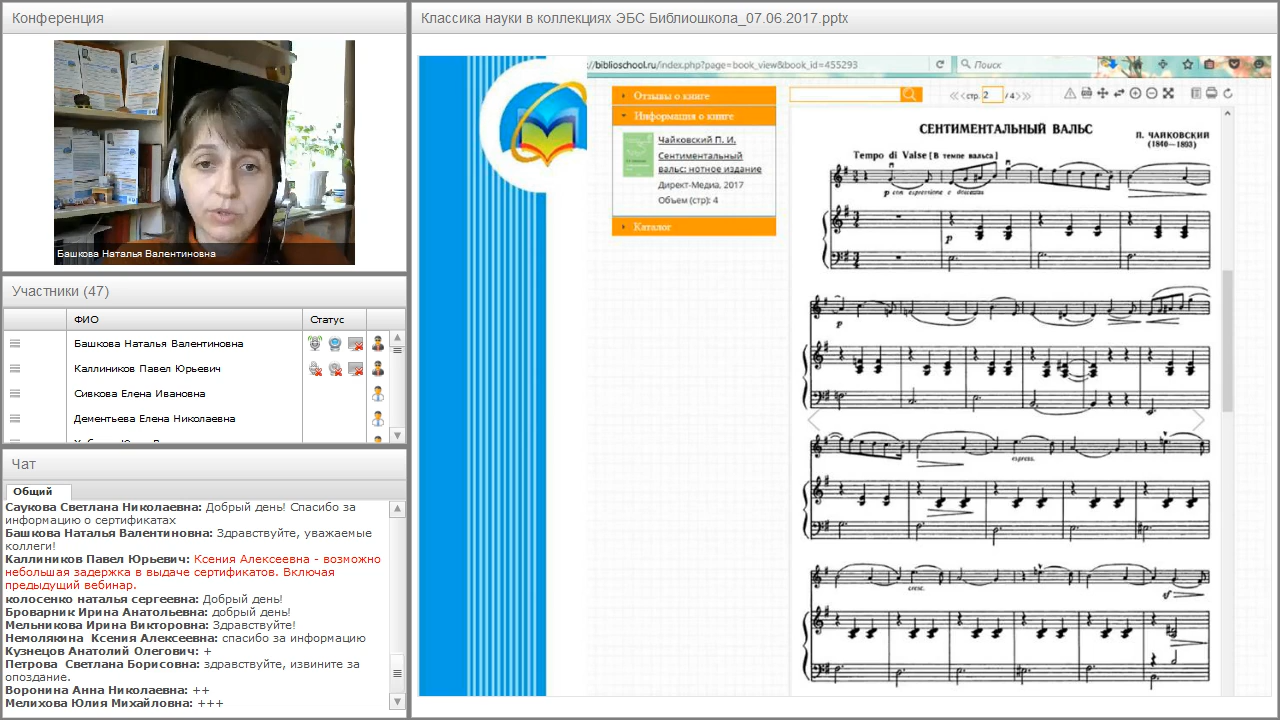 Конференция
Башкова Наталья Валентиновна
Участники (47)
ФИО
Статус
Башкова Наталья Валентиновна
Каллиников Павел Юрьевич
Сивкова Елена Ивановна
Дементьева Елена Николаевна
Чат
Общий
Саукова Светлана Николаевна: Добрый день! Спасибо за
информацию о сертификатах
Башкова Наталья Валентиновна: Здравствуйте, уважаемые
коллеги!
Каллиников Павел Юрьевич: Ксения Алексеевна - возможно
небольшая задержка в выдаче сертификатов. Включая
предыдущий вебинар.
колосенко наталья сергеевна: Добрый день!
Броварник Ирина Анатольевна: добрый день!
Мельникова Ирина Викторовна: Здравствуйте!
Немолякина Ксения Алексеевна: спасибо за информацию
Кузнецов Анатолий Олегович: +
Петрова Светлана Борисовна: здравствуйте, извините за
опоздание.
Воронина Анна Николаевна: ++
Мелихова Юлия Михайловна: +++
Классика науки в коллекциях ЭБС Библиошкола_07.06.2017.pptx
//biblioschool.ru/index.php?page=book_view&book_id=455293
Поиск
Отзывы о книге
Информация о книге
Чайковский П. И.
Сентиментальный
вальс: нотное издание
Директ-Медиа, 2017
Объем (стр): 4
Каталог
стр. 2 / 4
СЕНТИМЕНТАЛЬНЫЙ ВАЛЬС
П. ЧАЙКОВСКИЙ
(1840—1893)
Tempo di Valse [В темпе вальса]
p con espressione e dolcezza
p
p
espress.
cresc.
sf